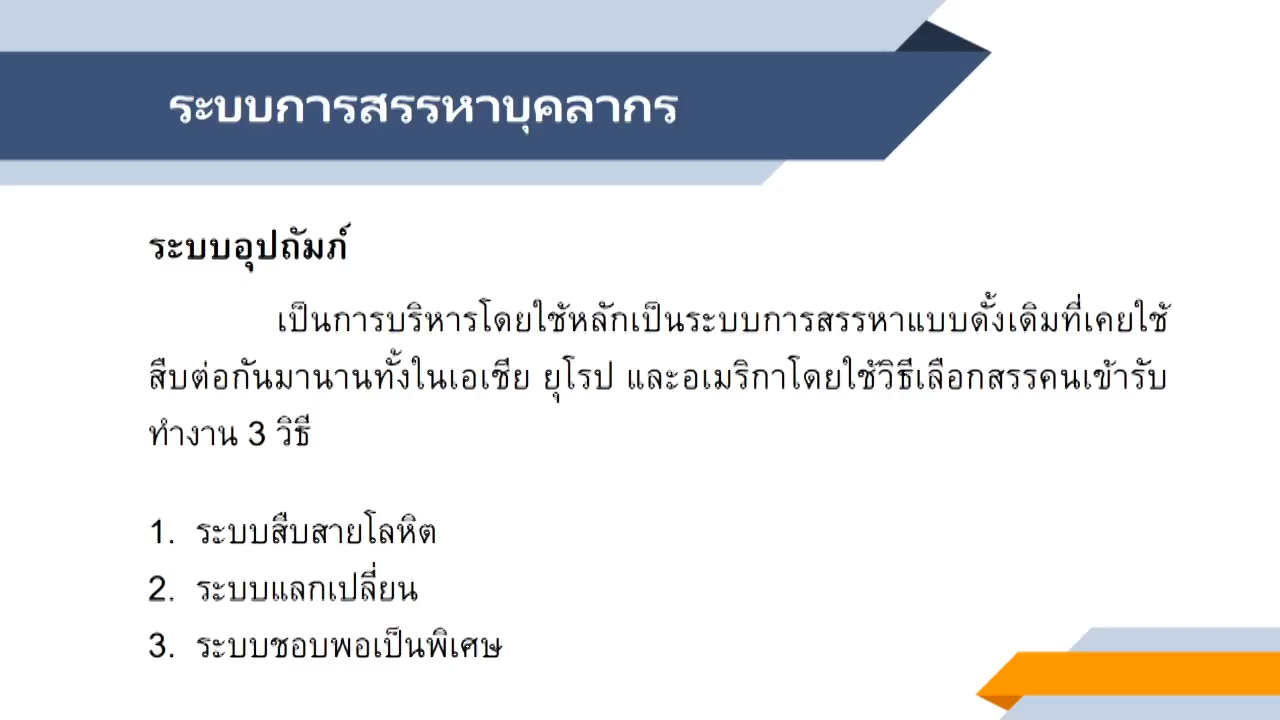 ระบบการสรรหาบุคลากร
ระบบอุปถัมภ์
เป็นการบริหารโดยใช้หลักเป็นระบบการสรรหาแบบดั้งเดิมที่เคยใช้
สืบต่อกันมานานทั้งในเอเชีย ยุโรป และอเมริกาโดยใช้วิธีเลือกสรรคนเข้ารับ
ทำงาน 3 วิธี
1. ระบบสืบสายโลหิต
2. ระบบแลกเปลี่ยน
3. ระบบชอบพอเป็นพิเศษ